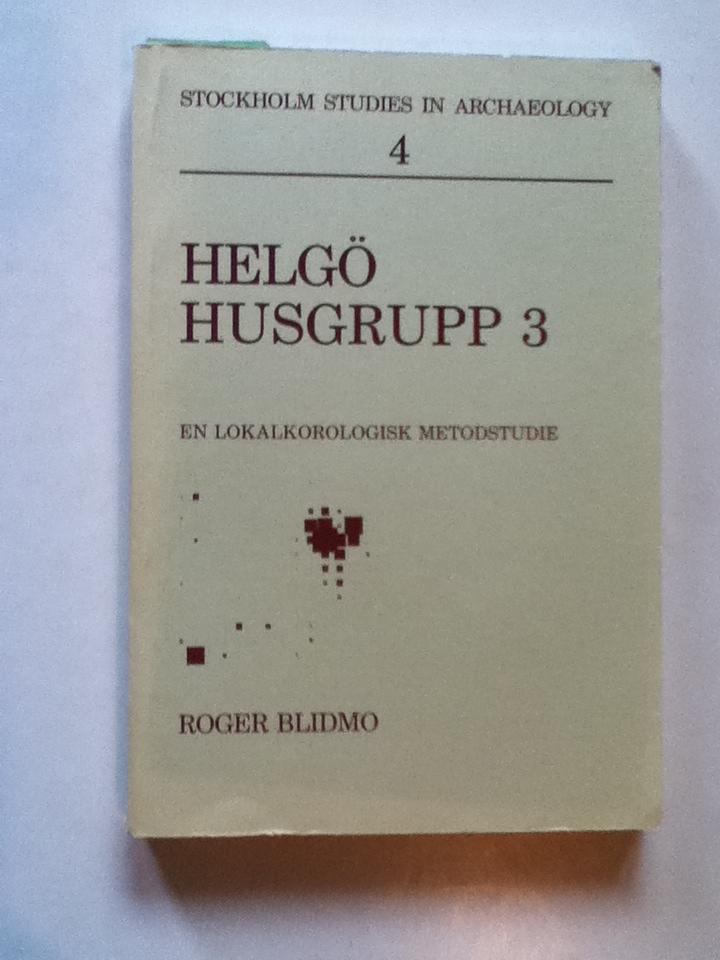 STOCKHOLM STUDIES IN ARCHAEOLOGY
4
HELGÖ
HUSGRUPP 3
EN LOKALKOROLOGISK METODSTUDIE
ROGER BLIDMO